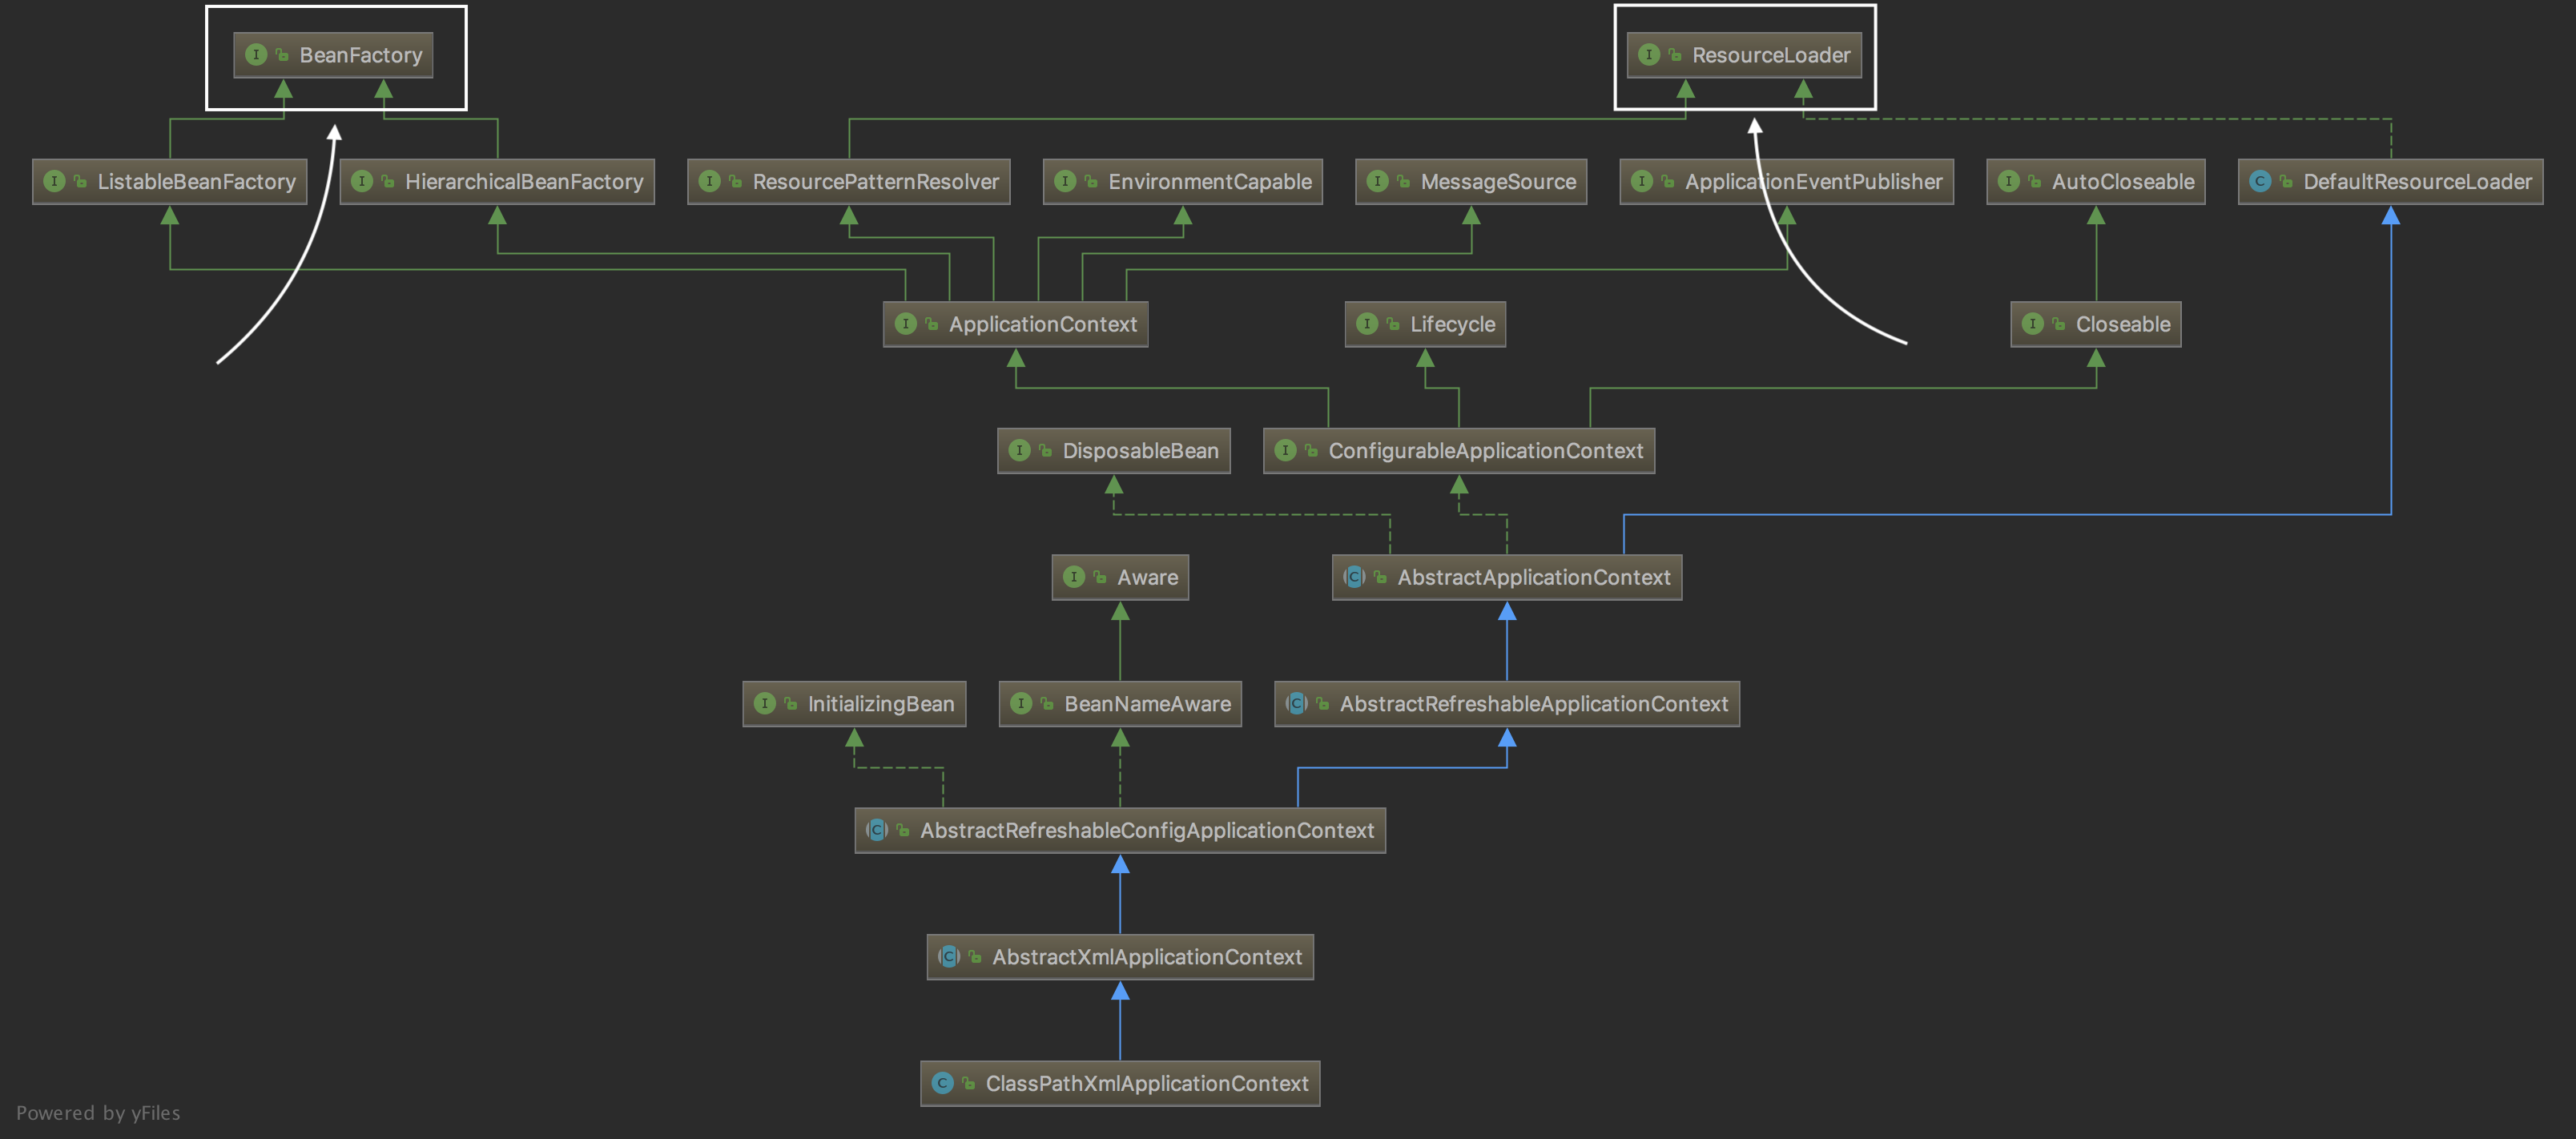 BeanFactory
ResourceLoader
ListableBeanFactory
HierarchicalBeanFactory
ResourcePatternResolver
EnvironmentCapable
MessageSource
ApplicationEventPublisher
AutoCloseable
DefaultResourceLoader
ApplicationContext
Lifecycle
Closeable
DisposableBean
ConfigurableApplicationContext
Aware
AbstractApplicationContext
InitializingBean
BeanNameAware
AbstractRefreshableApplicationContext
AbstractRefreshableConfigApplicationContext
AbstractXmlApplicationContext
ClassPathXmlApplicationContext
Powered by yFiles